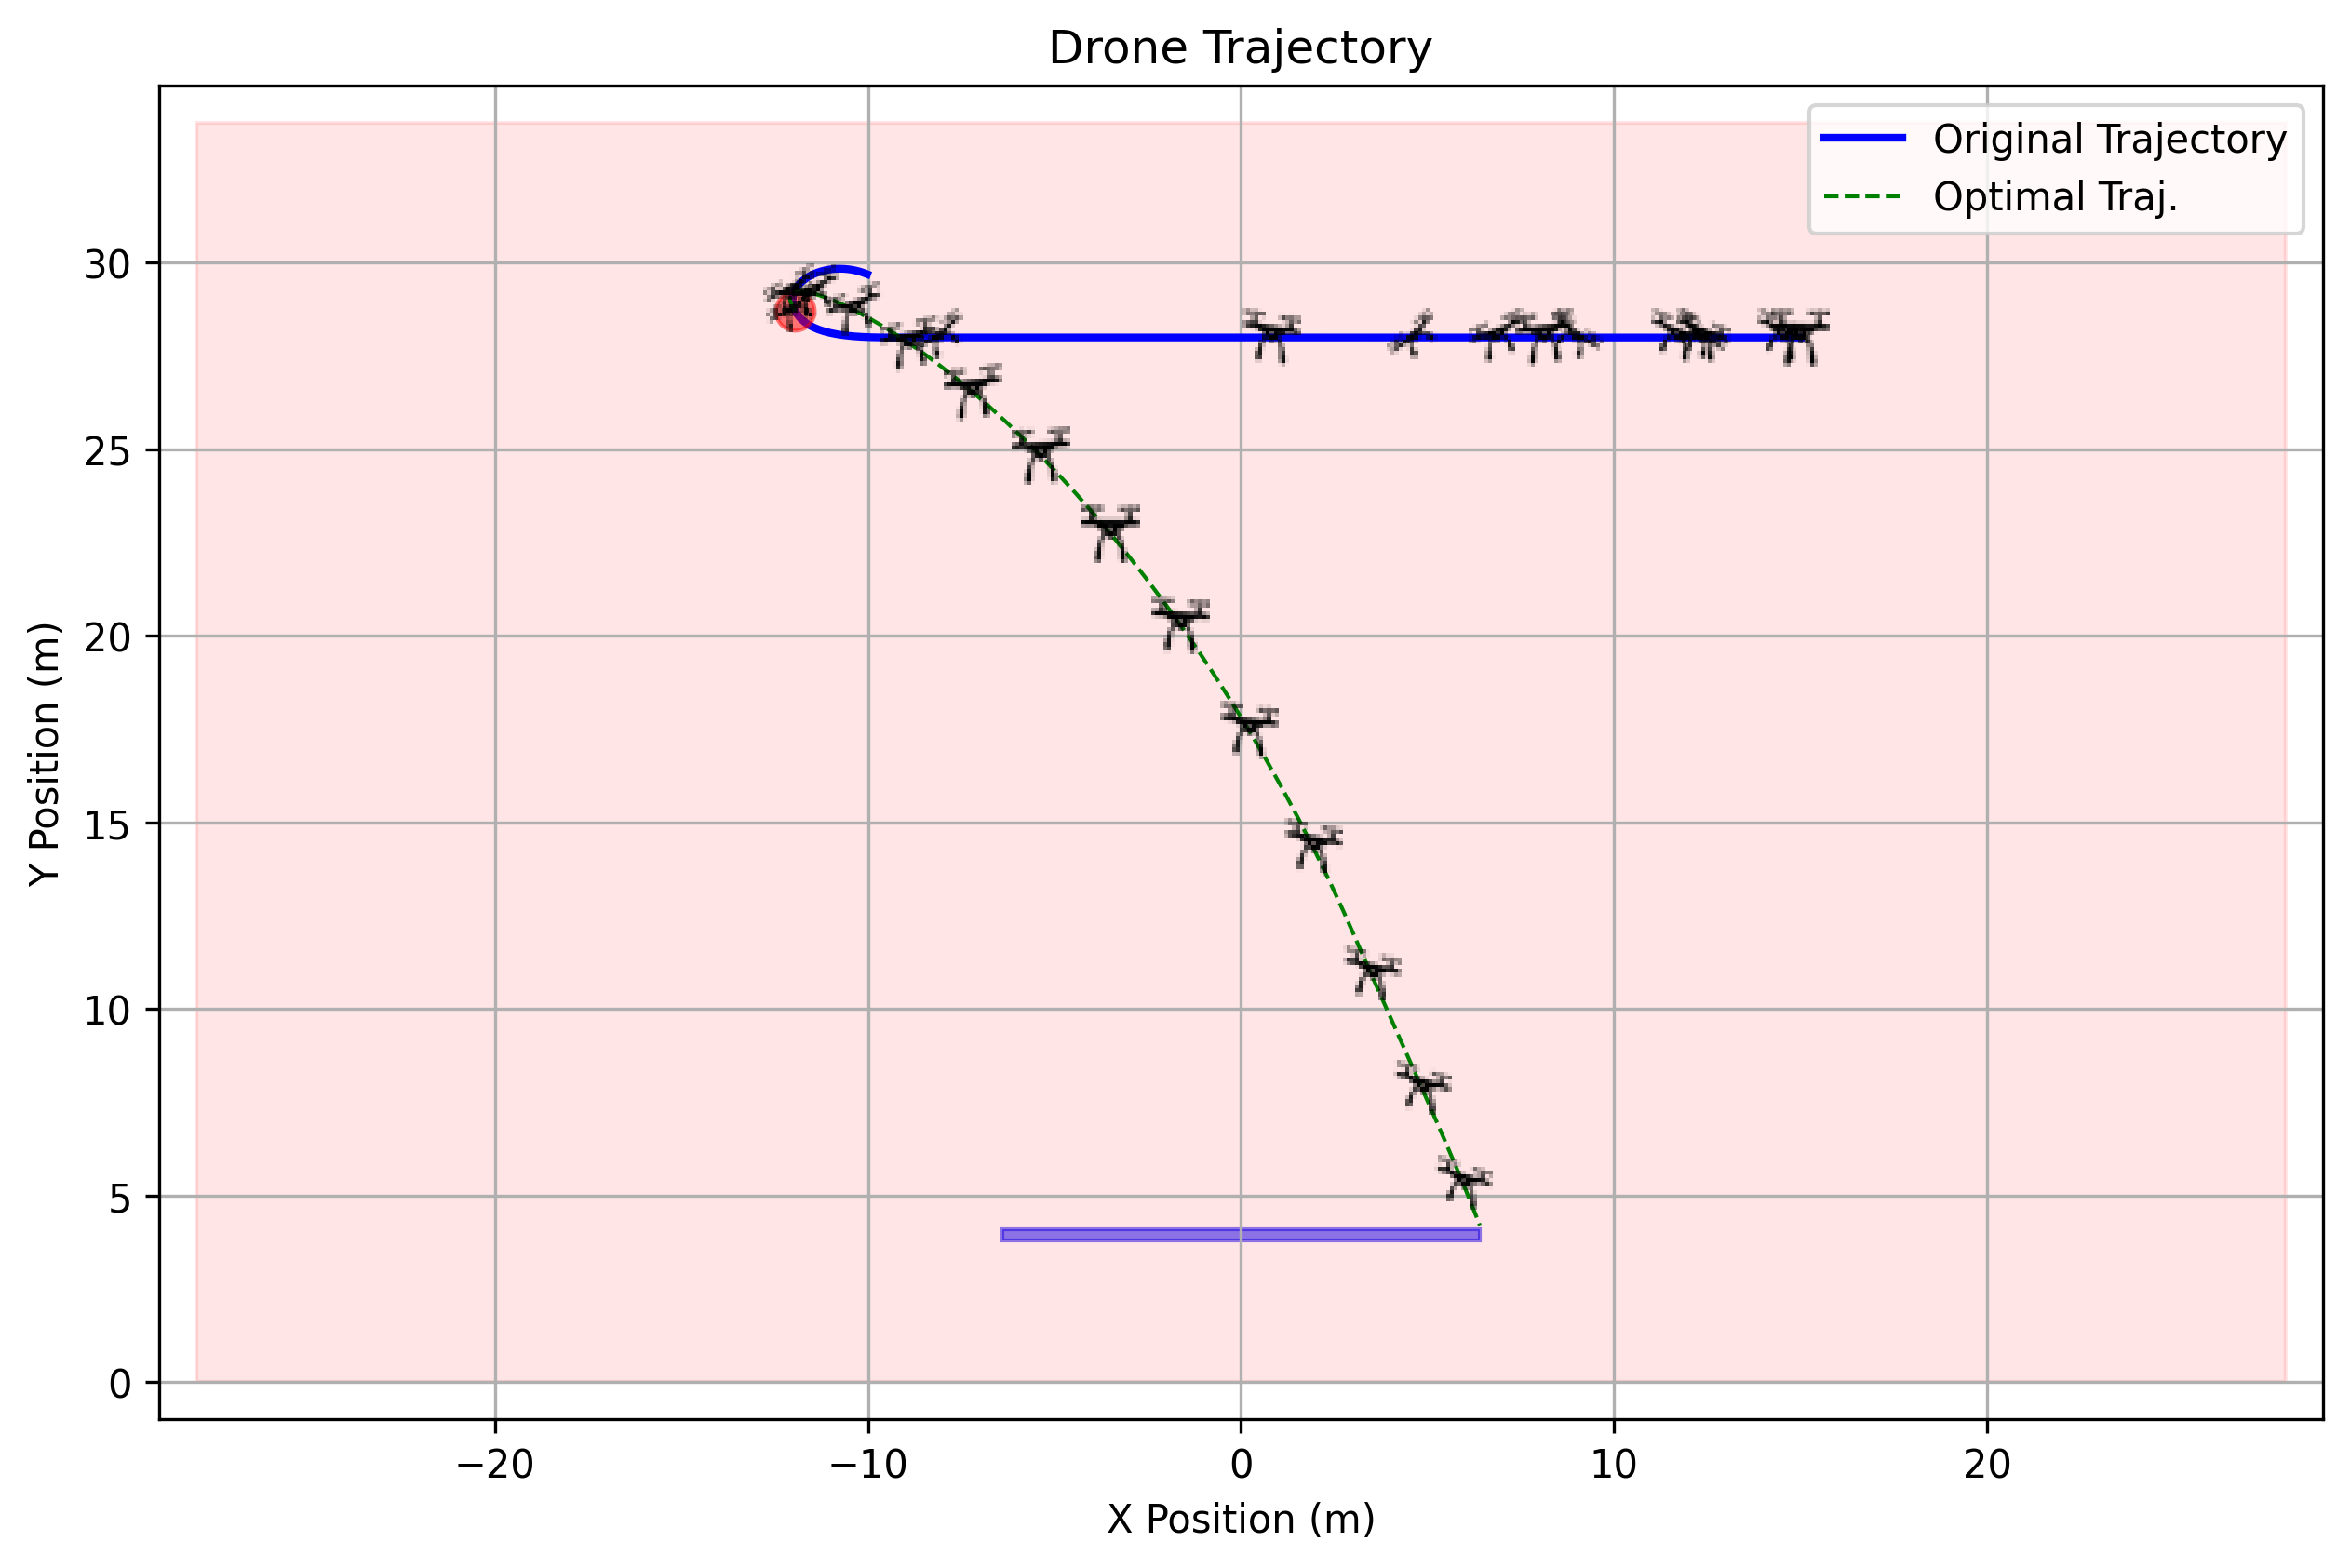 Drone Trajectory
Original Trajectory
Optimal Traj.
Y Position (m)
30
25
20
15
10
5
0
−20
−10
0
10
20
X Position (m)